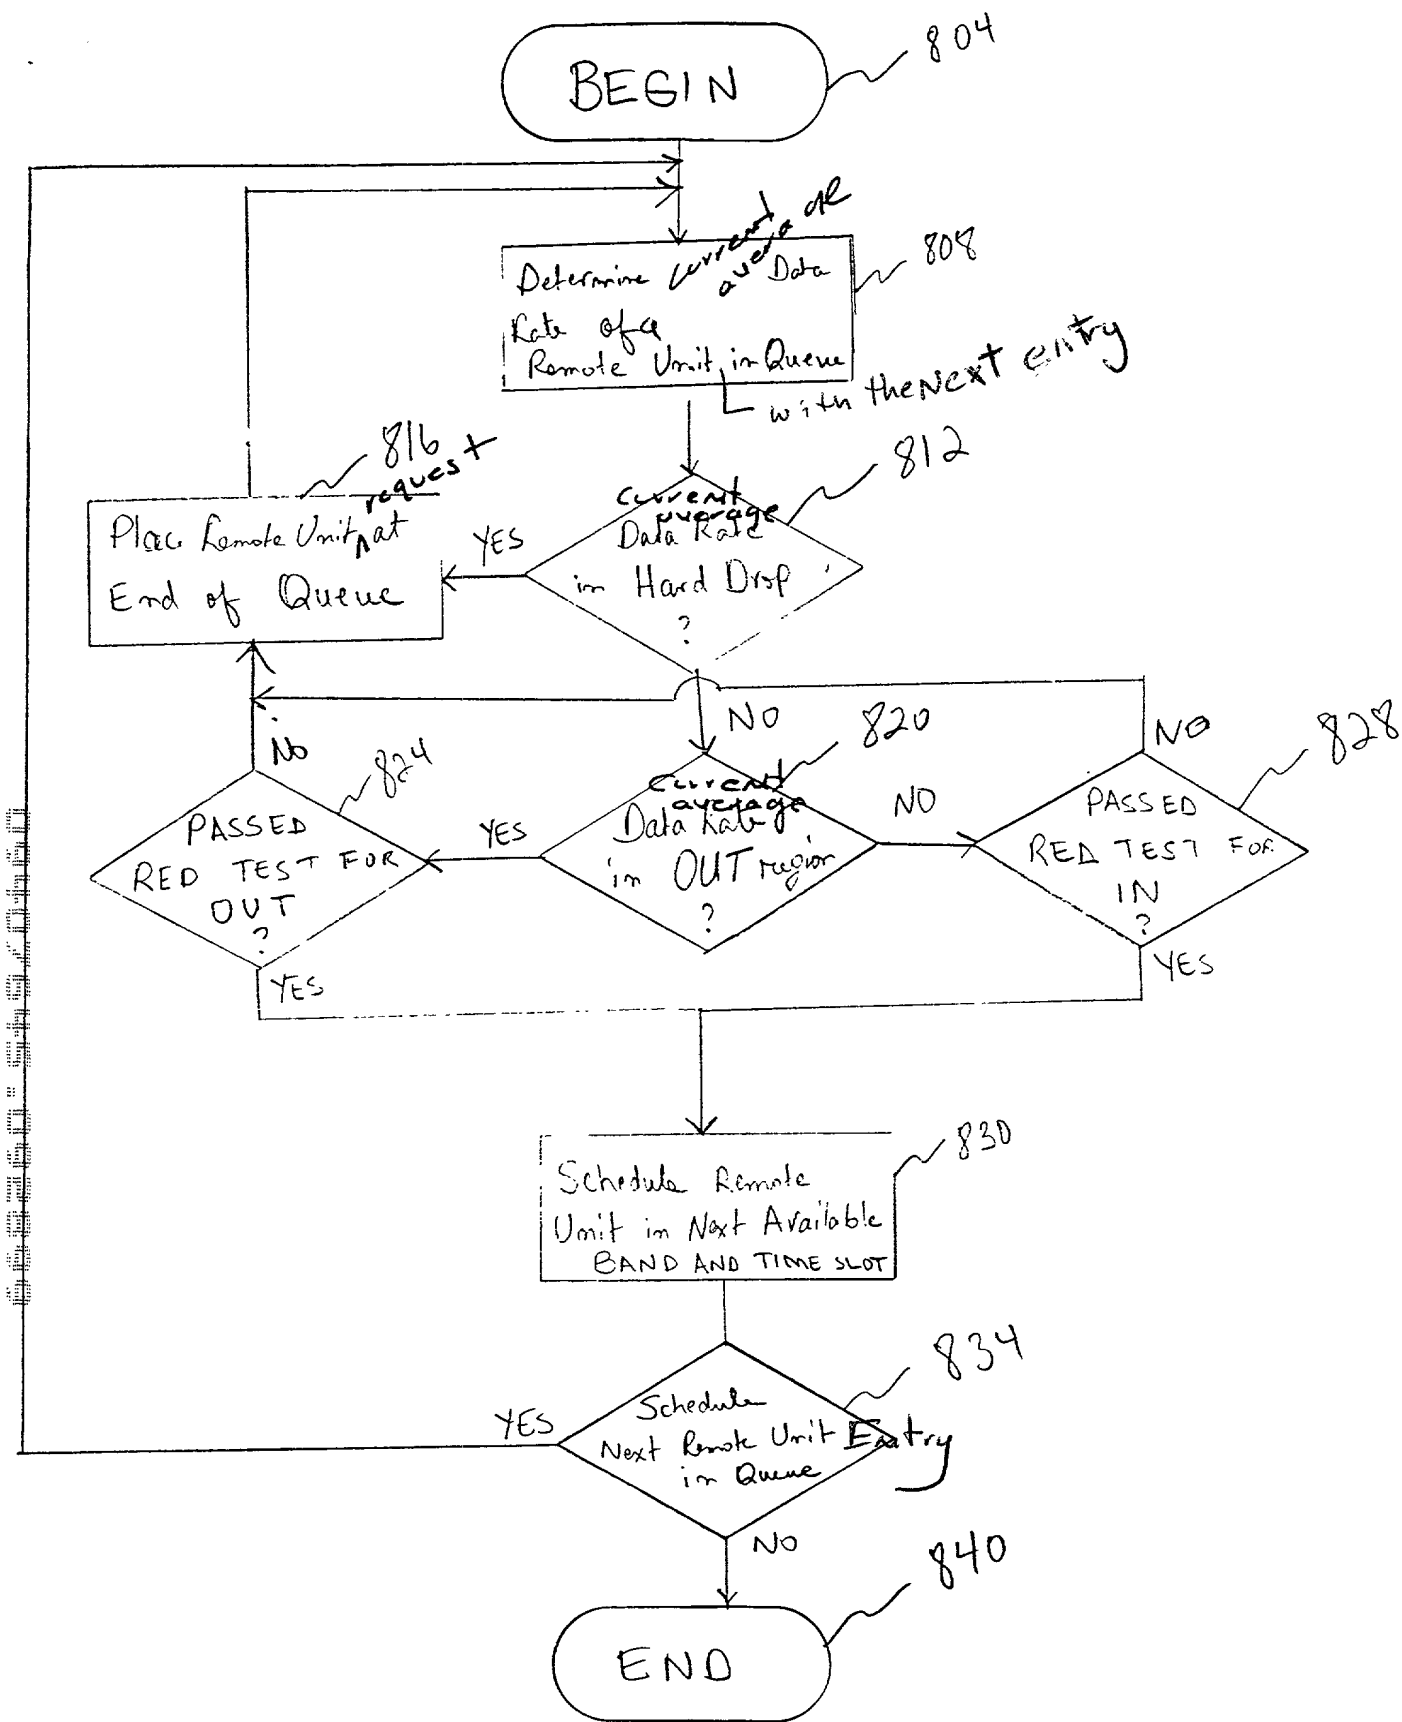 BEGIN
804
Determine current average Data
Rate of a
Remote Unit in Queue
with the Next entry
808
816
Place Remote Unit request at
End of Queue
812
current
average
Data Rate
in Hard Drop
?
YES
NO
820
current
average
Data Rate
in OUT region
?
YES
NO
824
PASSED
RED TEST FOR
OUT
?
No
YES
828
PASSED
RED TEST FOR
IN
?
NO
YES
830
Schedule Remote
Unit in Next Available
BAND AND TIME SLOT
834
Schedule
Next Remote Unit Entry
in Queue
YES
NO
840
END